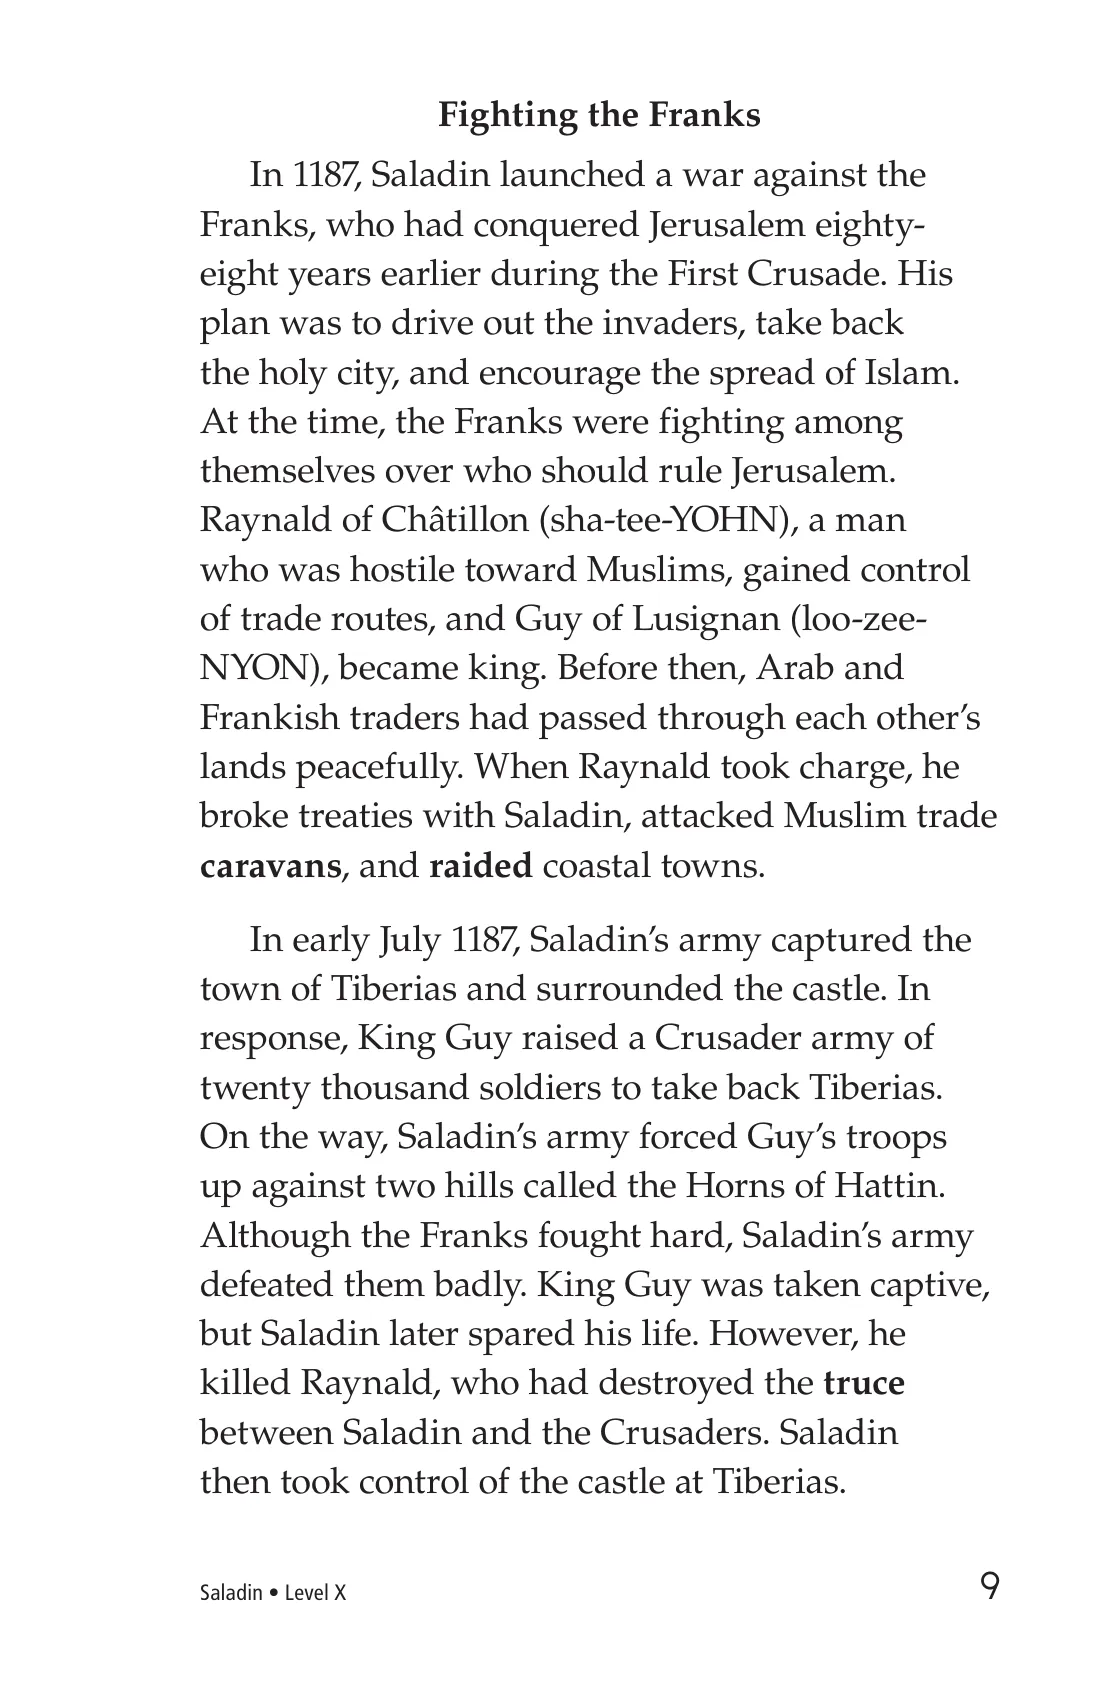 Fighting the Franks
In 1187, Saladin launched a war against the
Franks, who had conquered Jerusalem eighty-
eight years earlier during the First Crusade. His
plan was to drive out the invaders, take back
the holy city, and encourage the spread of Islam.
At the time, the Franks were fighting among
themselves over who should rule Jerusalem.
Raynald of Châtillon (sha-tee-YOHN), a man
who was hostile toward Muslims, gained control
of trade routes, and Guy of Lusignan (loo-zee-
NYON), became king. Before then, Arab and
Frankish traders had passed through each other’s
lands peacefully. When Raynald took charge, he
broke treaties with Saladin, attacked Muslim trade
caravans, and raided coastal towns.
In early July 1187, Saladin’s army captured the
town of Tiberias and surrounded the castle. In
response, King Guy raised a Crusader army of
twenty thousand soldiers to take back Tiberias.
On the way, Saladin’s army forced Guy’s troops
up against two hills called the Horns of Hattin.
Although the Franks fought hard, Saladin’s army
defeated them badly. King Guy was taken captive,
but Saladin later spared his life. However, he
killed Raynald, who had destroyed the truce
between Saladin and the Crusaders. Saladin
then took control of the castle at Tiberias.
Saladin • Level X
9